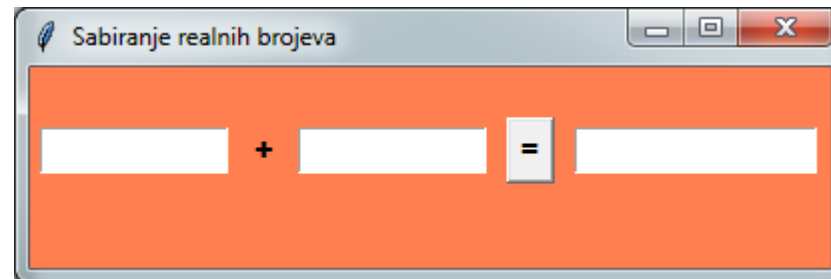 Sabiranje realnih brojeva
+ =